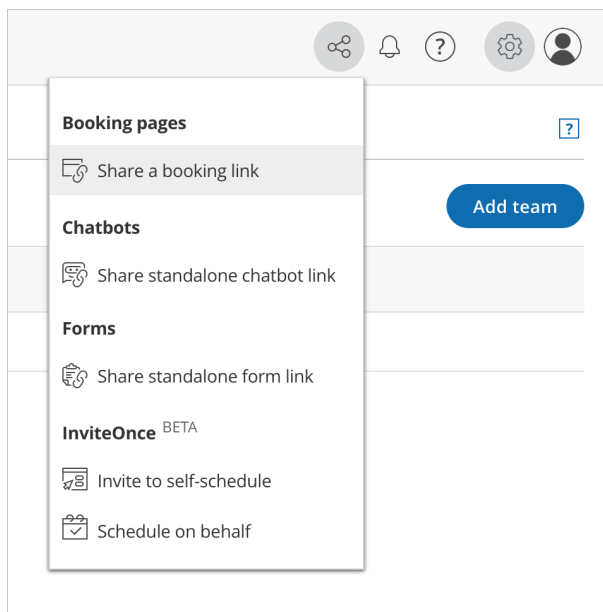 ?
Booking pages
?
Share a booking link
Add team
Chatbots
Share standalone chatbot link
Forms
Share standalone form link
InviteOnce BETA
Invite to self-schedule
Schedule on behalf